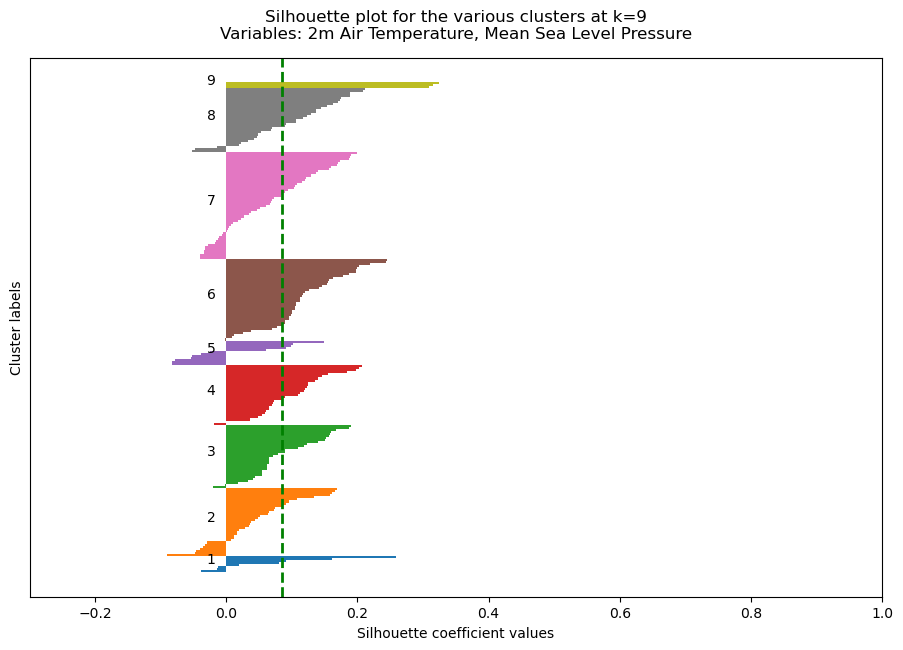 Silhouette plot for the various clusters at k=9
Variables: 2m Air Temperature, Mean Sea Level Pressure
9
8
7
6
5
4
3
2
1
Cluster labels
−0.2 0.0 0.2 0.4 0.6 0.8 1.0
Silhouette coefficient values